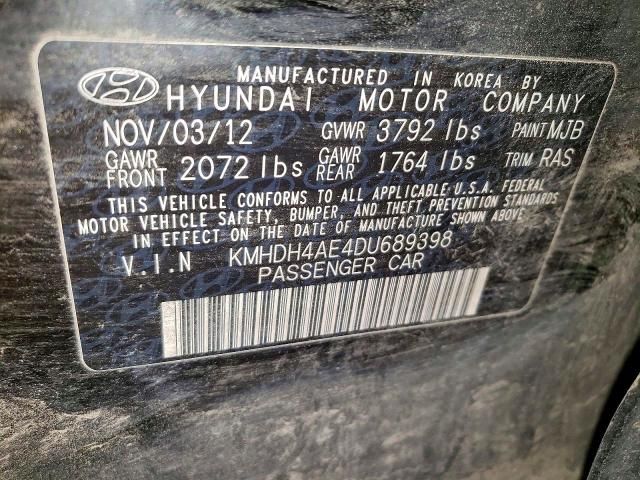 MANUFACTURED IN KOREA BY
HYUNDAI MOTOR COMPANY
NOV/03/12 GVWR 3792 lbs PAINT MJB
GAWR FRONT 2072 lbs GAWR REAR 1764 lbs TRIM RAS
THIS VEHICLE CONFORMS TO ALL APPLICABLE U.S.A. FEDERAL
MOTOR VEHICLE SAFETY, BUMPER, AND THEFT PREVENTION STANDARDS
IN EFFECT ON THE DATE OF MANUFACTURE SHOWN ABOVE
V.I.N KMHDH4AE4DU689398
PASSENGER CAR